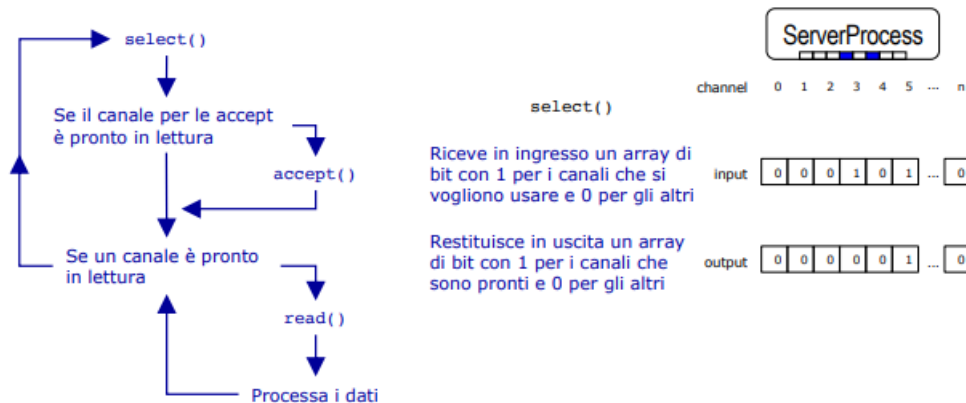 select()
Se il canale per le accept
è pronto in lettura
accept()
Se un canale è pronto
in lettura
read()
Processa i dati
select()
Riceve in ingresso un array di
bit con 1 per i canali che si
vogliono usare e 0 per gli altri
Restituisce in uscita un array
di bit con 1 per i canali che
sono pronti e 0 per gli altri
ServerProcess
channel 0 1 2 3 4 5 ... n
input 0 0 0 1 0 1 ... 0
output 0 0 0 0 0 1 ... 0